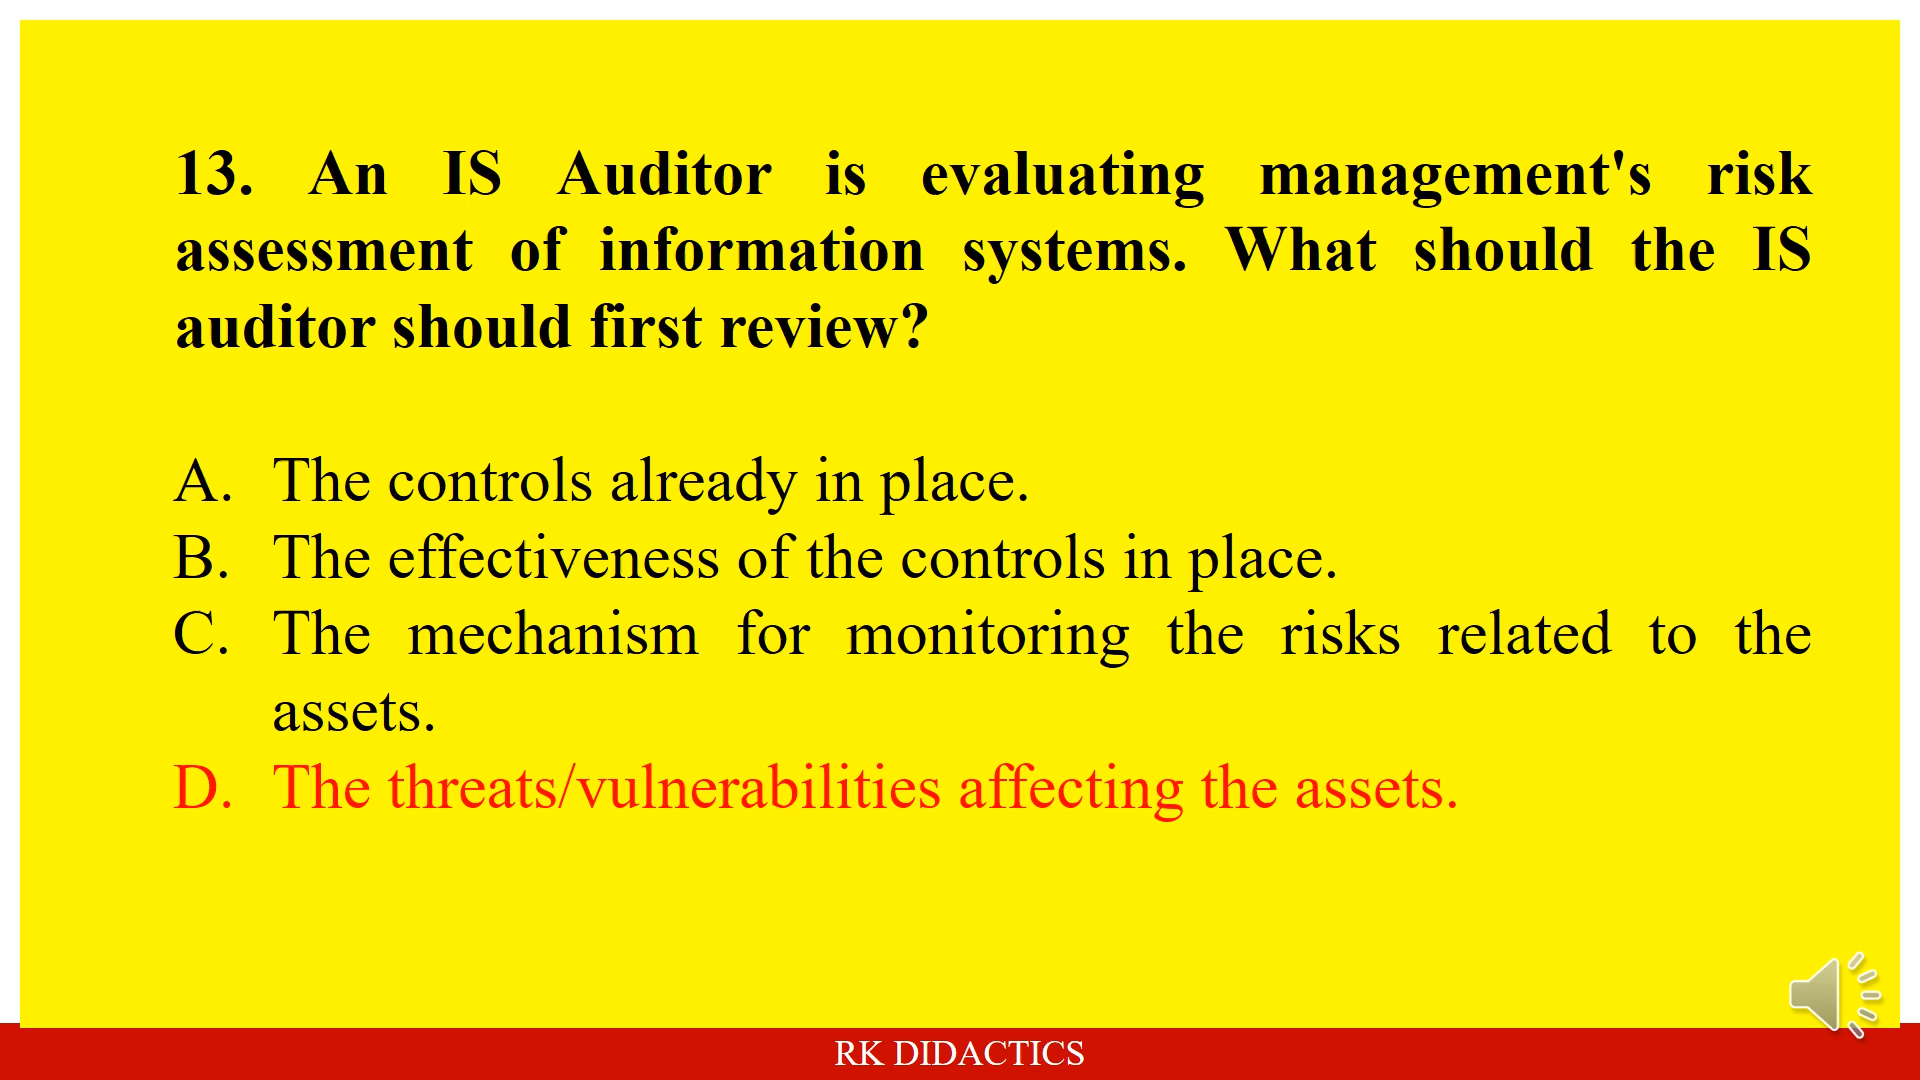 13. An IS Auditor is evaluating management's risk
assessment of information systems. What should the IS
auditor should first review?
A. The controls already in place.
B. The effectiveness of the controls in place.
C. The mechanism for monitoring the risks related to the
assets.
D. The threats/vulnerabilities affecting the assets.
RK DIDACTICS